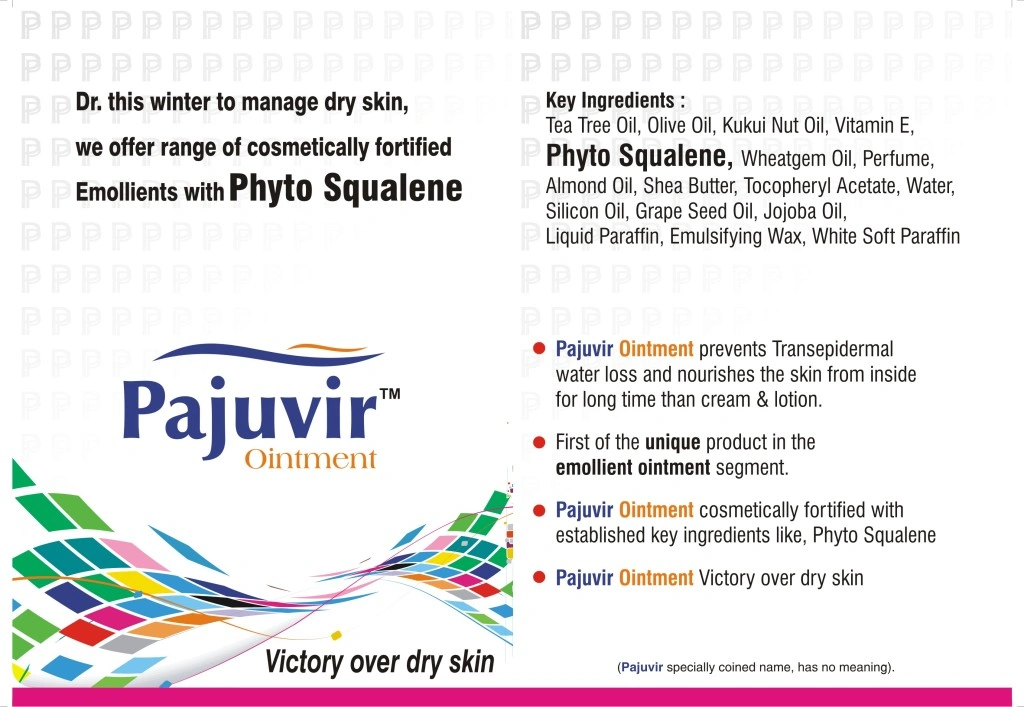 Dr. this winter to manage dry skin,
we offer range of cosmetically fortified
Emollients with Phyto Squalene
Pajuvir™
Ointment
Victory over dry skin
Key Ingredients :
Tea Tree Oil, Olive Oil, Kukui Nut Oil, Vitamin E,
Phyto Squalene, Wheatgem Oil, Perfume,
Almond Oil, Shea Butter, Tocopheryl Acetate, Water,
Silicon Oil, Grape Seed Oil, Jojoba Oil,
Liquid Paraffin, Emulsifying Wax, White Soft Paraffin
Pajuvir Ointment prevents Transepidermal
water loss and nourishes the skin from inside
for long time than cream & lotion.
First of the unique product in the
emollient ointment segment.
Pajuvir Ointment cosmetically fortified with
established key ingredients like, Phyto Squalene
Pajuvir Ointment Victory over dry skin
(Pajuvir specially coined name, has no meaning).